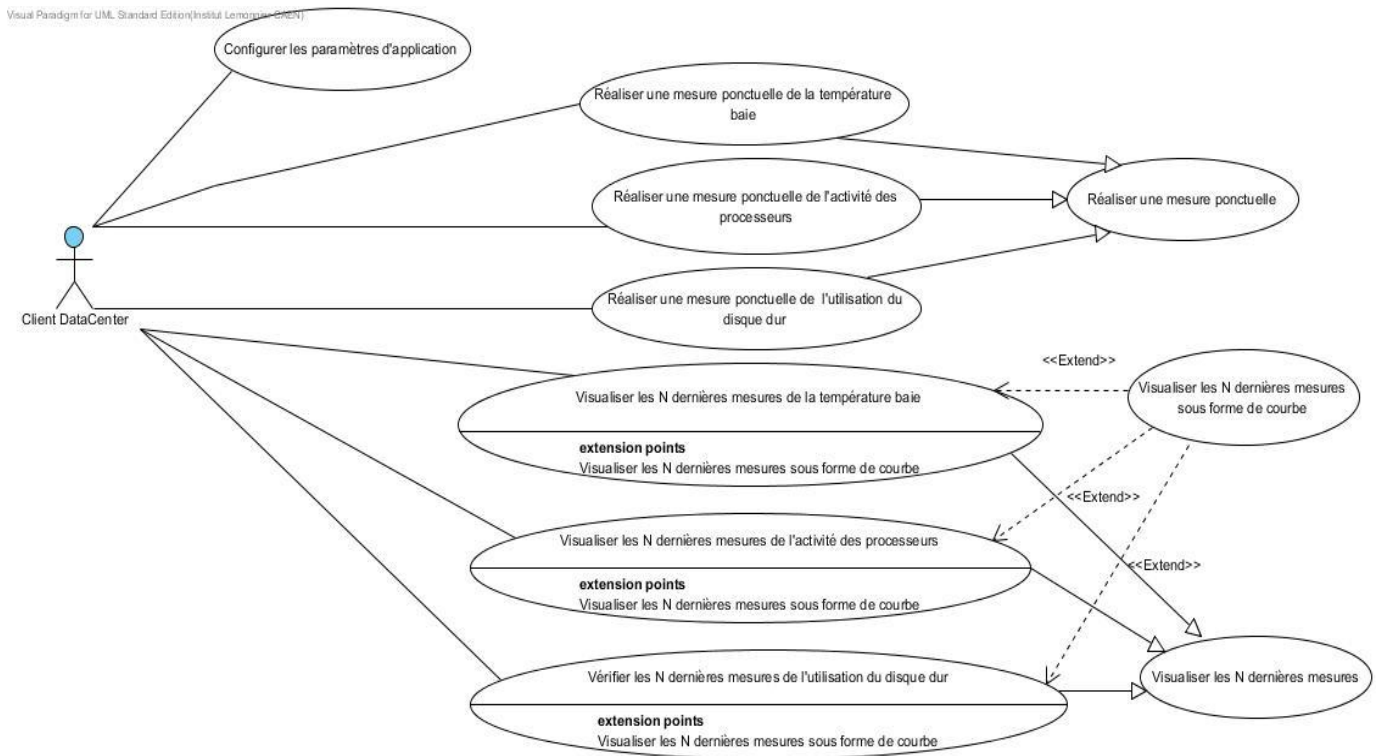 Visual Paradigm for UML Standard Edition(Institut Lemonnier CAEN)
Configurer les paramètres d'application
Réaliser une mesure ponctuelle de la température
baie
Réaliser une mesure ponctuelle de l'activité des
processeurs
Réaliser une mesure ponctuelle
Réaliser une mesure ponctuelle de l'utilisation du
disque dur
Client DataCenter
<<Extend>>
Visualiser les N dernières mesures
sous forme de courbe
Visualiser les N dernières mesures de la température baie
extension points
Visualiser les N dernières mesures sous forme de courbe
<<Extend>>
Visualiser les N dernières mesures de l'activité des processeurs
extension points
Visualiser les N dernières mesures sous forme de courbe
<<Extend>>
Vérifier les N dernières mesures de l'utilisation du disque dur
extension points
Visualiser les N dernières mesures sous forme de courbe
Visualiser les N dernières mesures